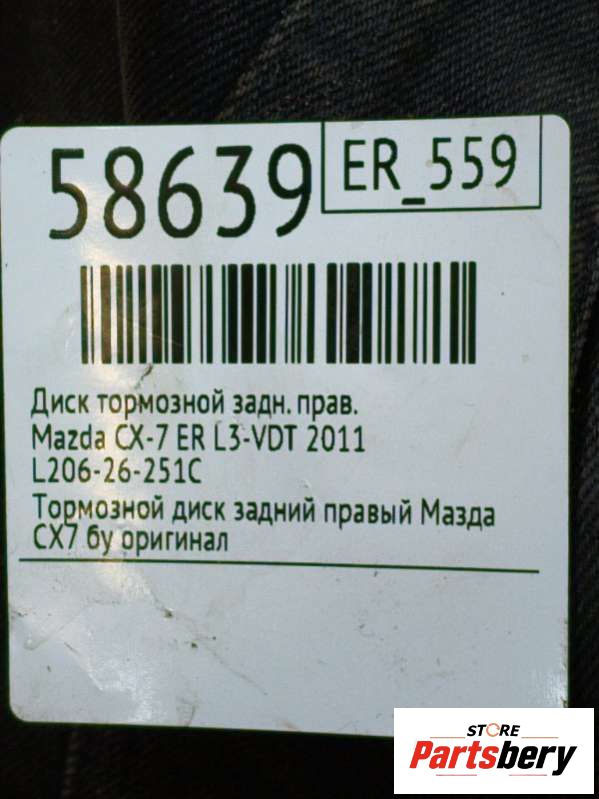 58639
ER_559
Диск тормозной задн. прав.
Mazda CX-7 ER L3-VDT 2011
L206-26-251C
Тормозной диск задний правый Мазда
CX7 бу оригинал
STORE
Partsbery